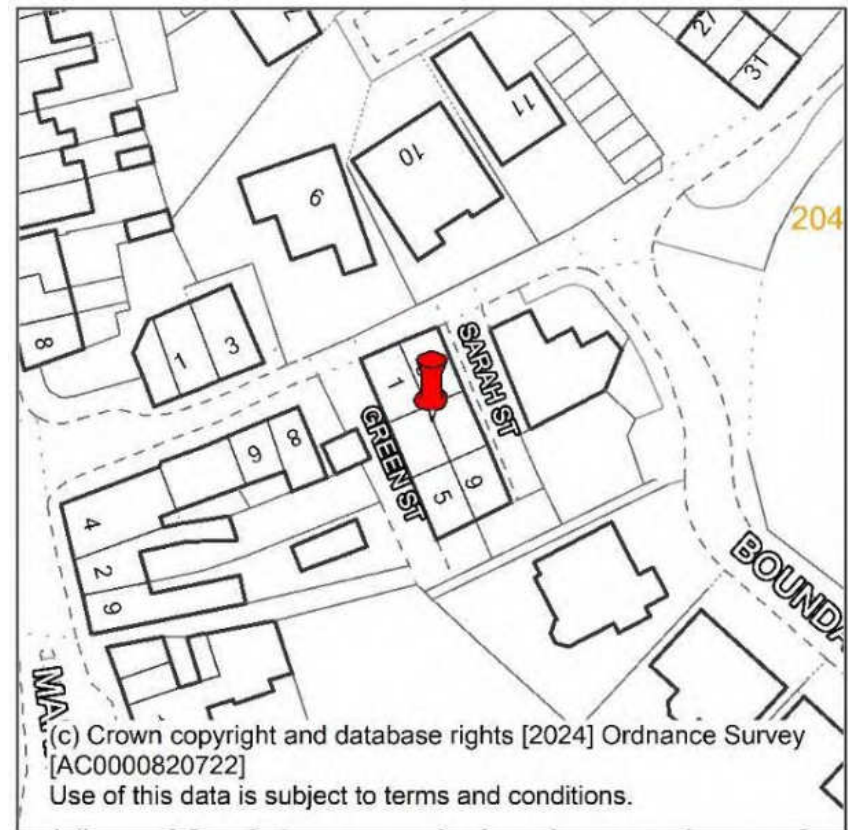 27
31
11
10
9
204
SARAH ST
1
3
8
1
GREEN ST
9
8
4
5
9
2
9
BOUNDA
MA
(c) Crown copyright and database rights [2024] Ordnance Survey
[AC0000820722]
Use of this data is subject to terms and conditions.